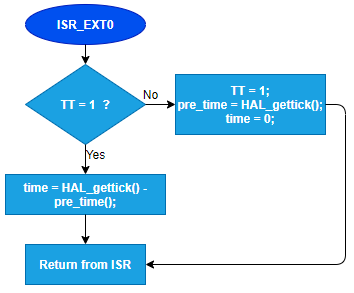 ISR_EXT0
TT = 1 ?
No
TT = 1;
pre_time = HAL_gettick();
time = 0;
Yes
time = HAL_gettick() -
pre_time();
Return from ISR